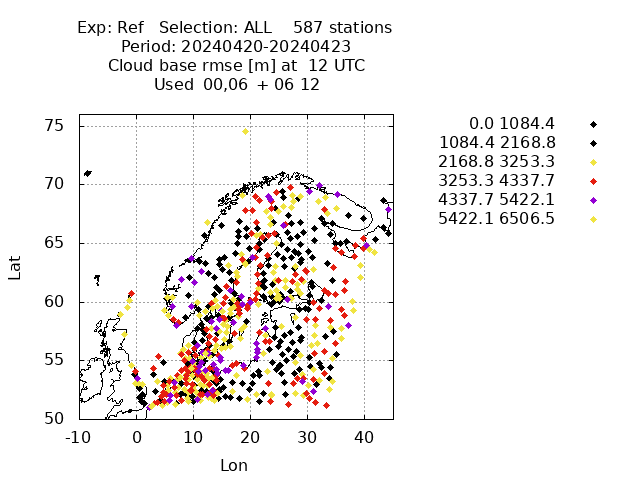 Exp: Ref   Selection: ALL    587 stations
Period: 20240420-20240423
Cloud base rmse [m] at  12 UTC
Used  00,06  + 06 12
0.0 1084.4
1084.4 2168.8
2168.8 3253.3
3253.3 4337.7
4337.7 5422.1
5422.1 6506.5
75
70
65
60
55
50
Lat
-10 0 10 20 30 40
Lon